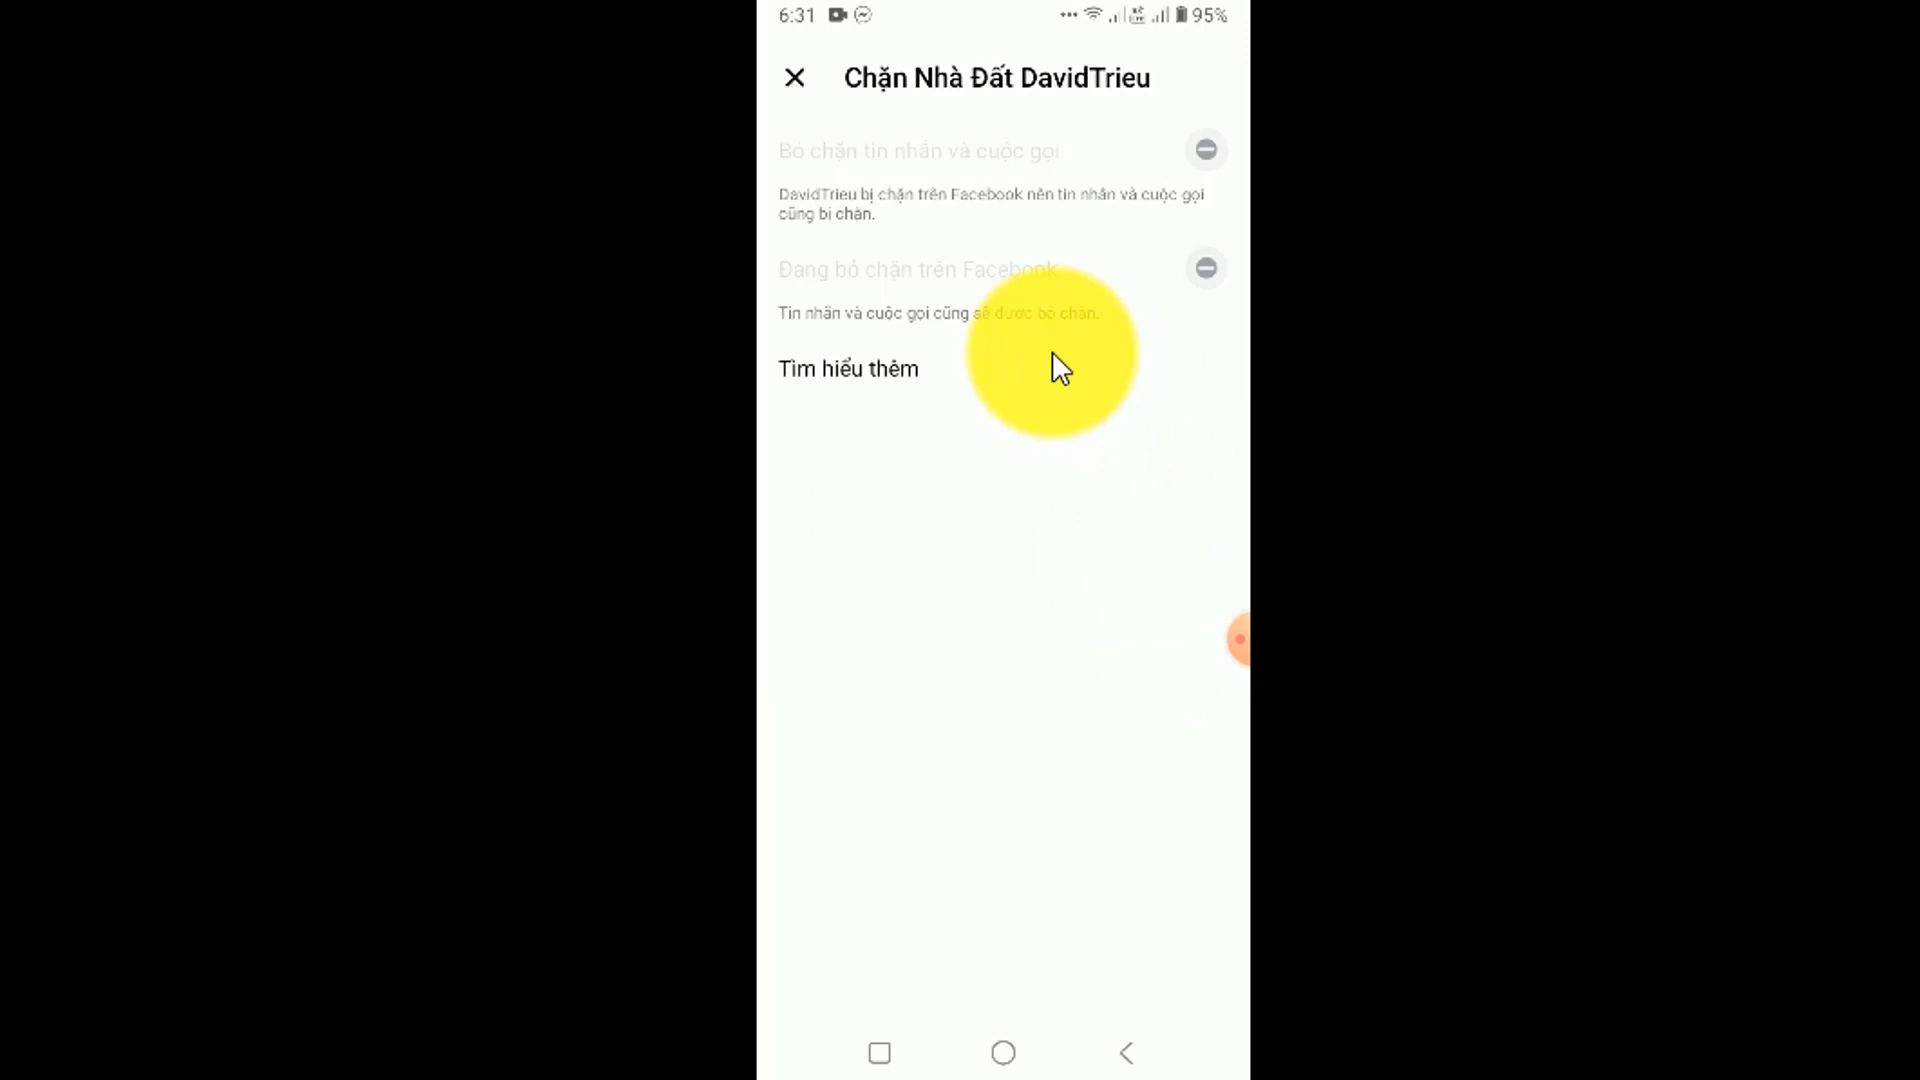 6:31 95%
Chặn Nhà Đất DavidTrieu
Bỏ chặn tin nhắn và cuộc gọi
DavidTrieu bị chặn trên Facebook nên tin nhắn và cuộc gọi
cũng bị chặn.
Đang bỏ chặn trên Facebook
Tin nhắn và cuộc gọi cũng sẽ được bỏ chặn.
Tìm hiểu thêm